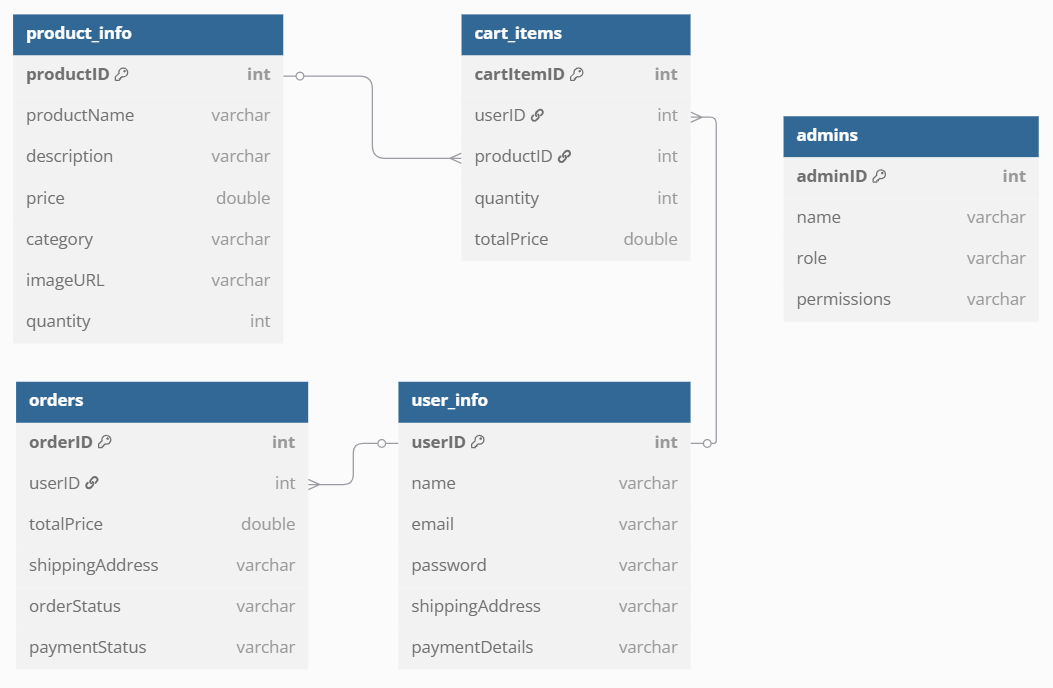 product_info
productID int
productName varchar
description varchar
price double
category varchar
imageURL varchar
quantity int
cart_items
cartItemID int
userID int
productID int
quantity int
totalPrice double
admins
adminID int
name varchar
role varchar
permissions varchar
orders
orderID int
userID int
totalPrice double
shippingAddress varchar
orderStatus varchar
paymentStatus varchar
user_info
userID int
name varchar
email varchar
password varchar
shippingAddress varchar
paymentDetails varchar